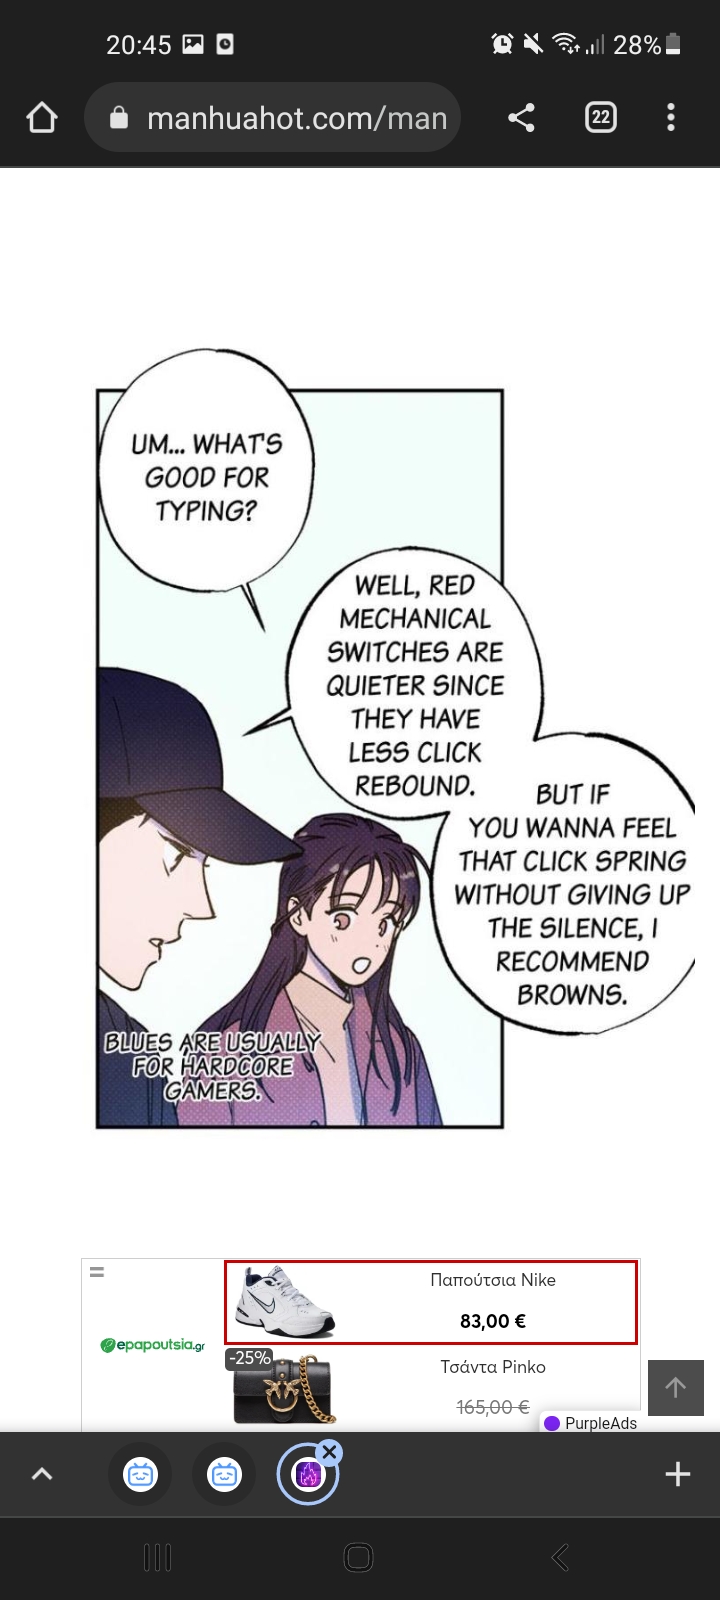 20:45
28%
manhuahot.com/man
22
UM... WHAT'S
GOOD FOR
TYPING?
WELL, RED
MECHANICAL
SWITCHES ARE
QUIETER SINCE
THEY HAVE
LESS CLICK
REBOUND.
BUT IF
YOU WANNA FEEL
THAT CLICK SPRING
WITHOUT GIVING UP
THE SILENCE, I
RECOMMEND
BROWNS.
BLUES ARE USUALLY
FOR HARDCORE
GAMERS.
epapoutsia.gr
Παπούτσια Nike
83,00 €
-25%
Τσάντα Pinko
165,00 €
PurpleAds